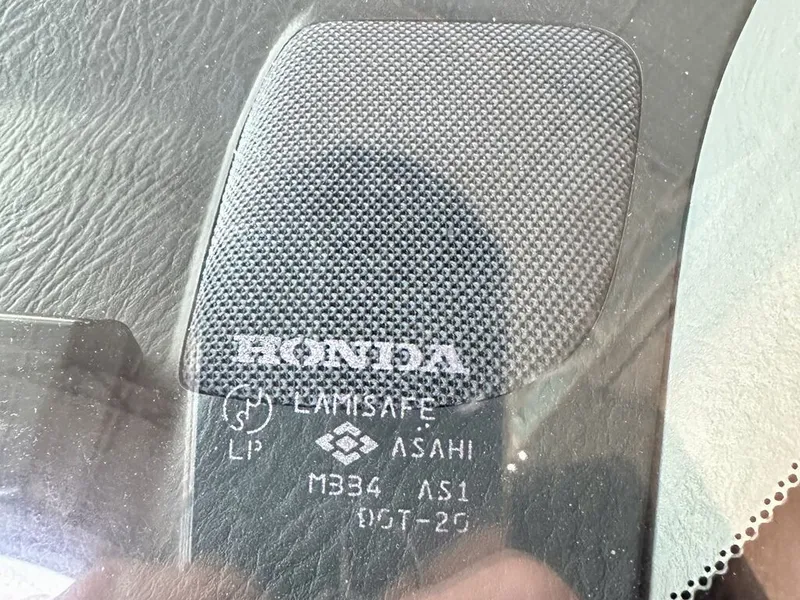 HONDA
LAMISAFE
LP
ASAHI
M334 AS1
DOT-20